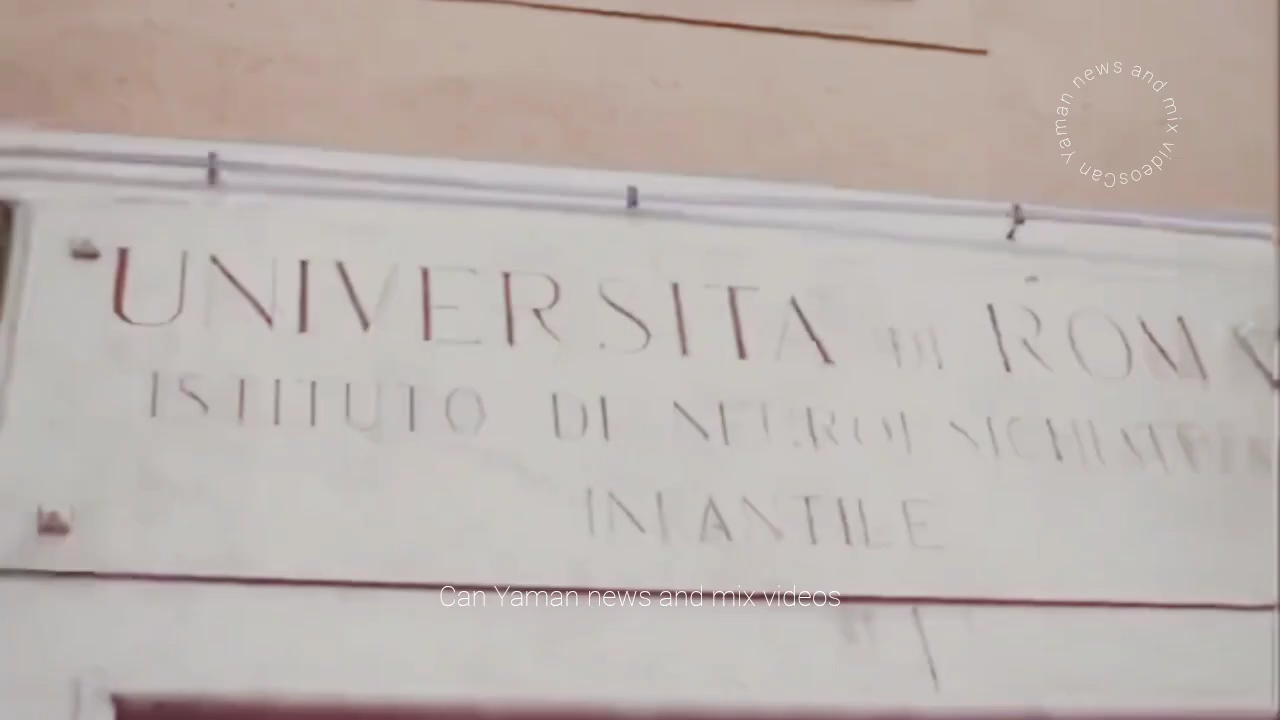 Can Yaman news and mix videos
UNIVERSITA DI ROMA
ISTITUTO DI NEUROPSICHIATRIA
INFANTILE
Can Yaman news and mix videos